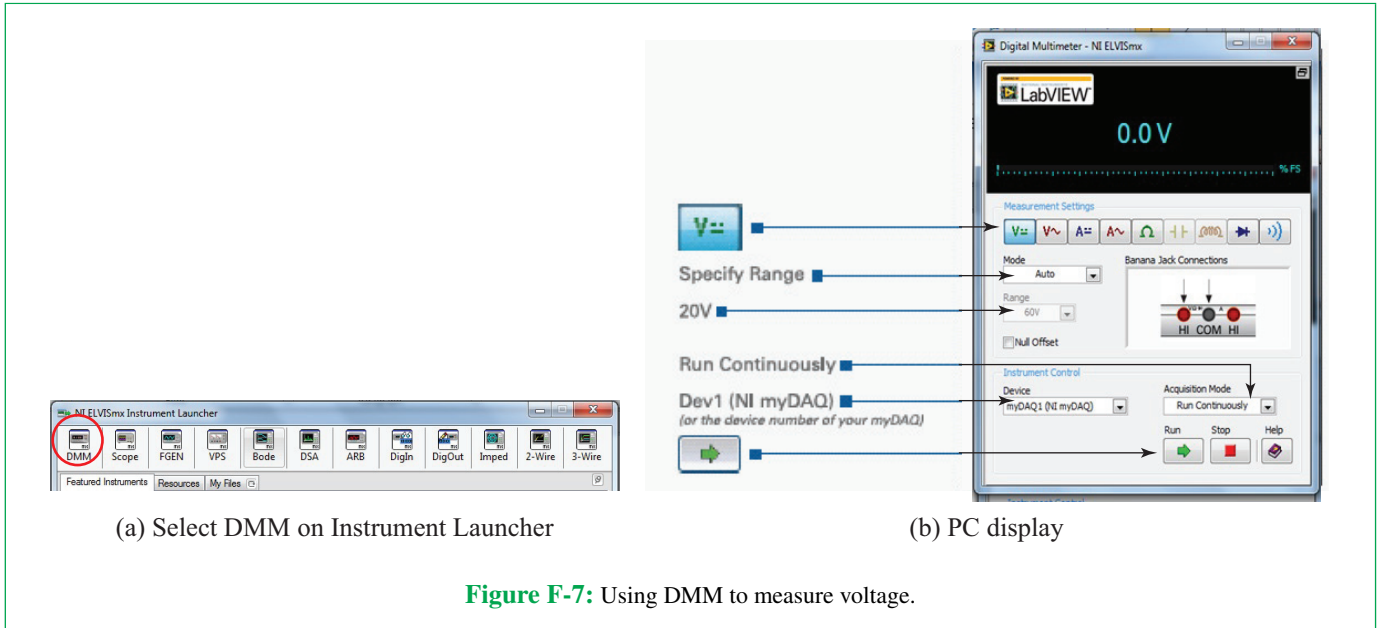 NI ELVISmx Instrument Launcher
DMM Scope FGEN VPS Bode DSA ARB DigIn DigOut Imped 2-Wire 3-Wire
Featured Instruments Resources My Files
(a) Select DMM on Instrument Launcher
V
Specify Range
20V
Run Continuously
Dev1 (NI myDAQ)
(or the device number of your myDAQ)
Digital Multimeter - NI ELVISmx
LabVIEW
0.0 V
% FS
Measurement Settings
V V A A Ω
Mode
Auto
Banana Jack Connections
Range
60V
HI COM HI
Null Offset
Instrument Control
Device
myDAQ1 (NI myDAQ)
Acquisition Mode
Run Continuously
Run Stop Help
(b) PC display
Figure F-7: Using DMM to measure voltage.